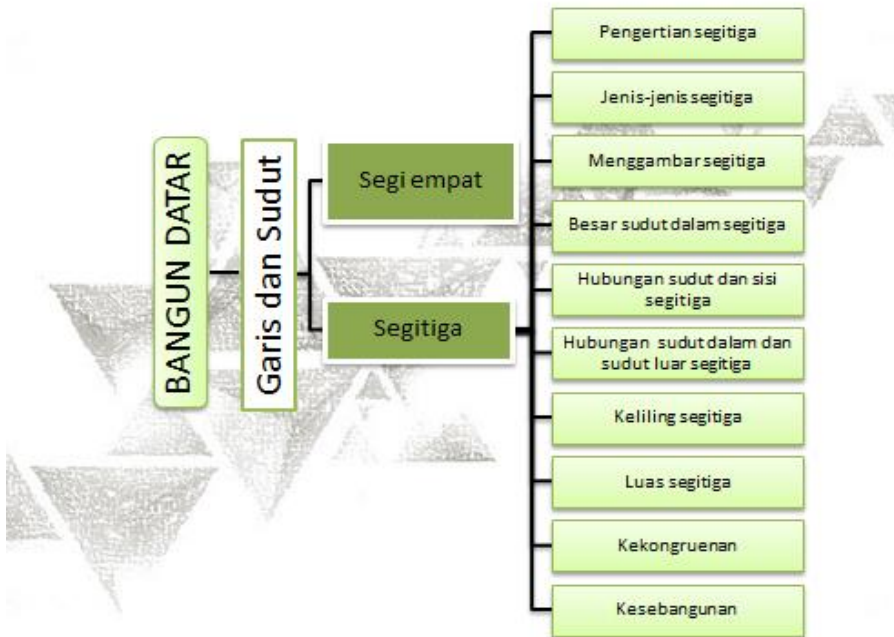 BANGUN DATAR
Garis dan Sudut
Segi empat
Segitiga
Pengertian segitiga
Jenis-jenis segitiga
Menggambar segitiga
Besar sudut dalam segitiga
Hubungan sudut dan sisi
segitiga
Hubungan sudut dalam dan
sudut luar segitiga
Keliling segitiga
Luas segitiga
Kekongruenan
Kesebangunan